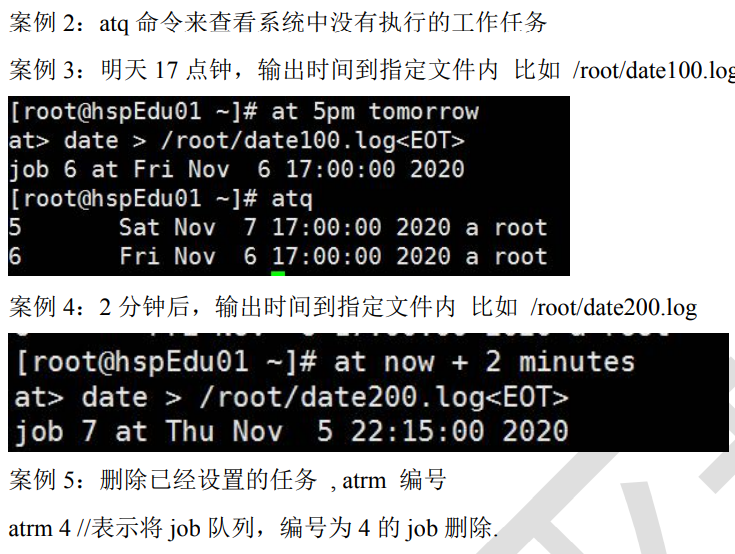 案例 2：atq 命令来查看系统中没有执行的工作任务
案例 3：明天 17 点钟，输出时间到指定文件内 比如 /root/date100.log
[root@hspEdu01 ~]# at 5pm tomorrow
at> date > /root/date100.log<EOT>
job 6 at Fri Nov  6 17:00:00 2020
[root@hspEdu01 ~]# atq
5       Sat Nov  7 17:00:00 2020 a root
6       Fri Nov  6 17:00:00 2020 a root
案例 4：2 分钟后，输出时间到指定文件内 比如 /root/date200.log
[root@hspEdu01 ~]# at now + 2 minutes
at> date > /root/date200.log<EOT>
job 7 at Thu Nov  5 22:15:00 2020
案例 5：删除已经设置的任务 , atrm 编号
atrm 4 //表示将 job 队列，编号为 4 的 job 删除.